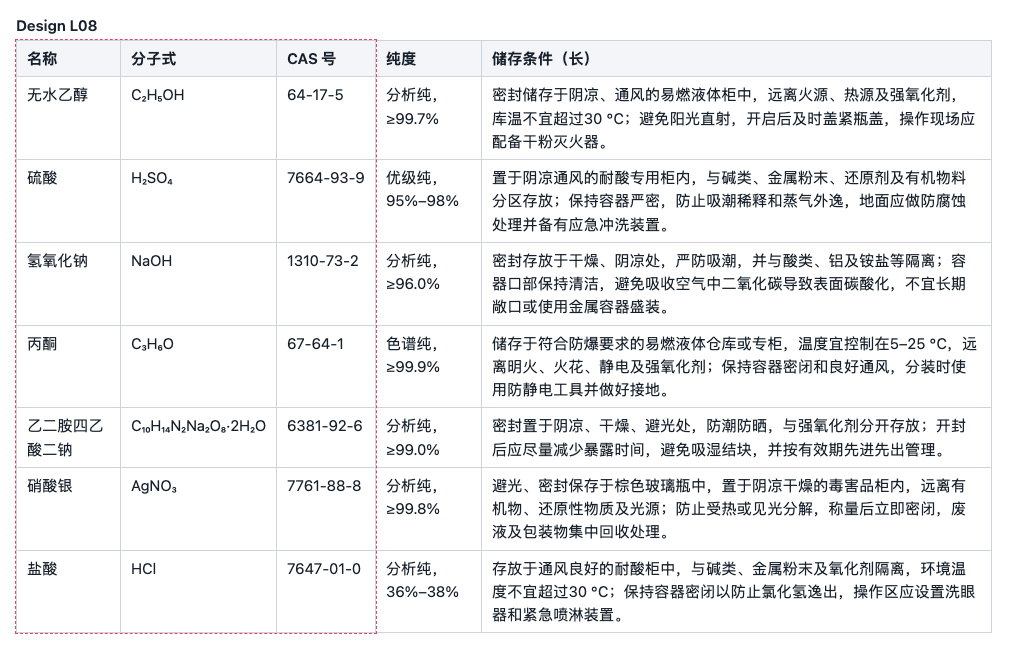 Design L08
名称 分子式 CAS 号 纯度 储存条件（长）
无水乙醇 C₂H₅OH 64-17-5 分析纯， 密封储存于阴凉、通风的易燃液体柜中，远离火源、热源及强氧化剂，
≥99.7% 库温不宜超过30 °C；避免阳光直射，开启后及时盖紧瓶盖，操作现场应
配备干粉灭火器。
硫酸 H₂SO₄ 7664-93-9 优级纯， 置于阴凉通风的耐酸专用柜内，与碱类、金属粉末、还原剂及有机物料
95%–98% 分区存放；保持容器严密，防止吸潮稀释和蒸气外逸，地面应做防腐蚀
处理并备有应急冲洗装置。
氢氧化钠 NaOH 1310-73-2 分析纯， 密封存放于干燥、阴凉处，严防吸潮，并与酸类、铝及铵盐等隔离；容
≥96.0% 器口部保持清洁，避免吸收空气中二氧化碳导致表面碳酸化，不宜长期
敞口或使用金属容器盛装。
丙酮 C₃H₆O 67-64-1 色谱纯， 储存于符合防爆要求的易燃液体仓库或专柜，温度宜控制在5–25 °C，远
≥99.9% 离明火、火花、静电及强氧化剂；保持容器密闭和良好通风，分装时使
用防静电工具并做好接地。
乙二胺四乙 C₁₀H₁₄N₂Na₂O₈·2H₂O 6381-92-6 分析纯， 密封置于阴凉、干燥、避光处，防潮防晒，与强氧化剂分开存放；开封
酸二钠 ≥99.0% 后应尽量减少暴露时间，避免吸湿结块，并按有效期先进先出管理。
硝酸银 AgNO₃ 7761-88-8 分析纯， 避光、密封保存于棕色玻璃瓶中，置于阴凉干燥的毒害品柜内，远离有
≥99.8% 机物、还原性物质及光源；防止受热或见光分解，称量后立即密闭，废
液及包装物集中回收处理。
盐酸 HCl 7647-01-0 分析纯， 存放于通风良好的耐酸柜中，与碱类、金属粉末及氧化剂隔离，环境温
36%–38% 度不宜超过30 °C；保持容器密闭以防止氯化氢逸出，操作区应设置洗眼
器和紧急喷淋装置。